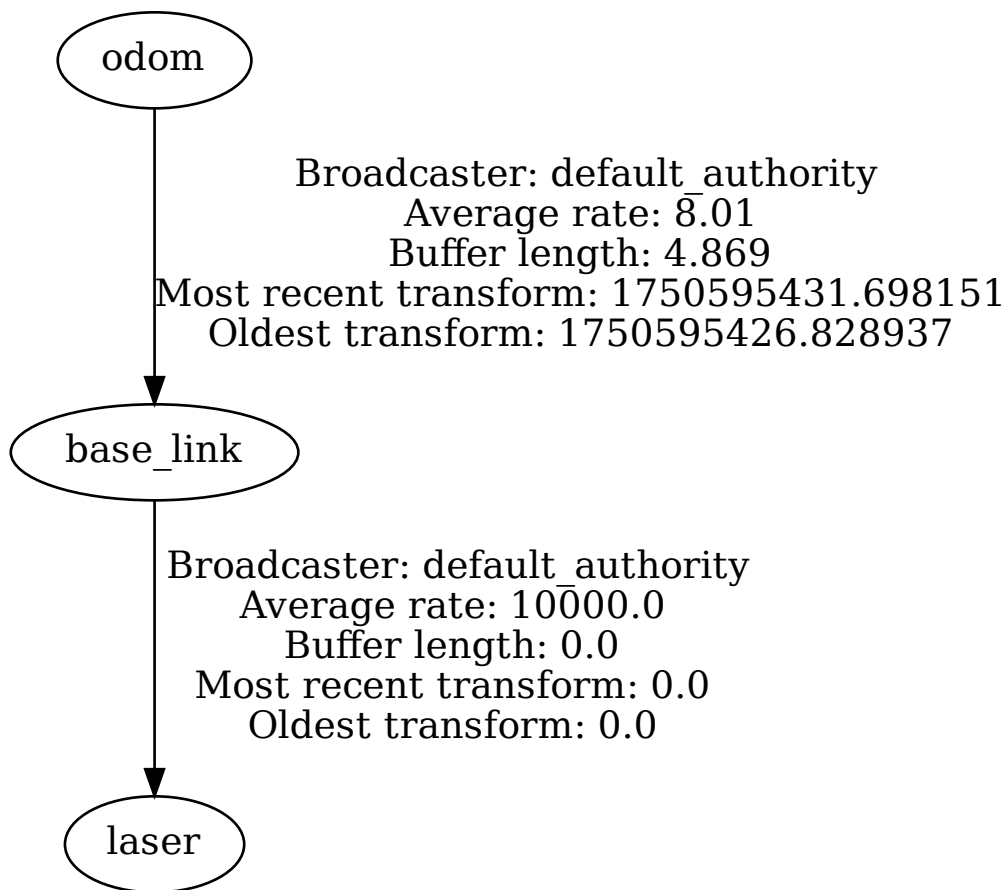 odom
Broadcaster: default_authority
Average rate: 8.01
Buffer length: 4.869
Most recent transform: 1750595431.698151
Oldest transform: 1750595426.828937
base_link
Broadcaster: default_authority
Average rate: 10000.0
Buffer length: 0.0
Most recent transform: 0.0
Oldest transform: 0.0
laser